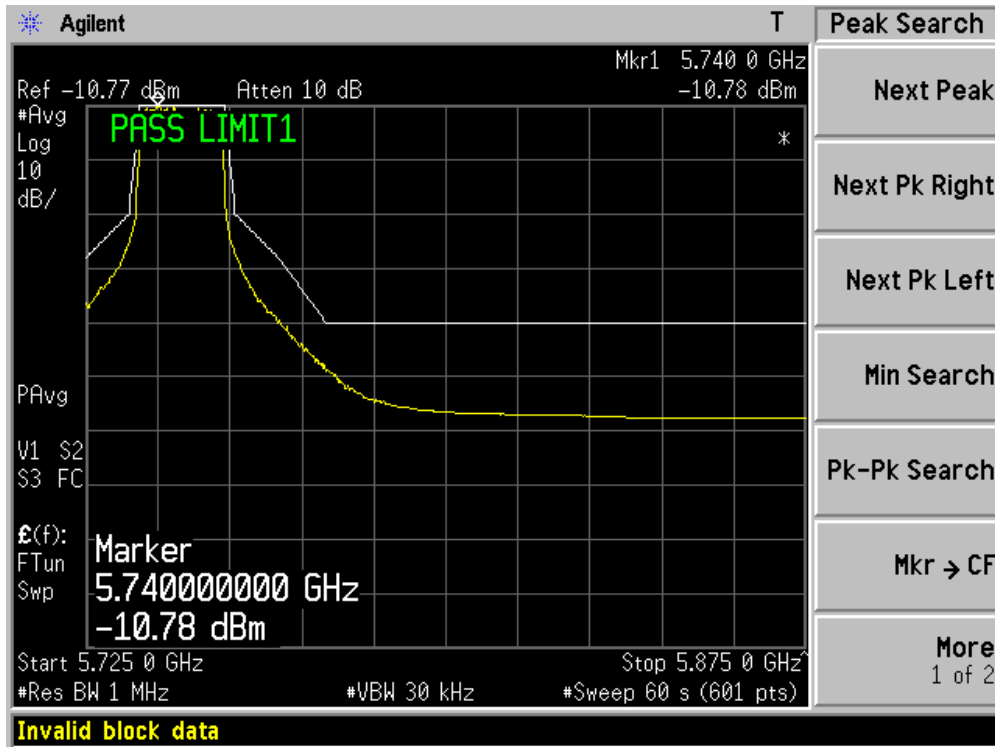 Agilent T
Peak Search
Mkr1 5.740 0 GHz
Ref -10.77 dBm Atten 10 dB -10.78 dBm
#Avg
Log
10
dB/
PASS LIMIT1
*
PAvg
V1 S2
S3 FC
£(f):
FTun
Swp
Marker
5.740000000 GHz
-10.78 dBm
Start 5.725 0 GHz Stop 5.875 0 GHz^
#Res BW 1 MHz #VBW 30 kHz #Sweep 60 s (601 pts)
Invalid block data
Next Peak
Next Pk Right
Next Pk Left
Min Search
Pk-Pk Search
Mkr → CF
More
1 of 2